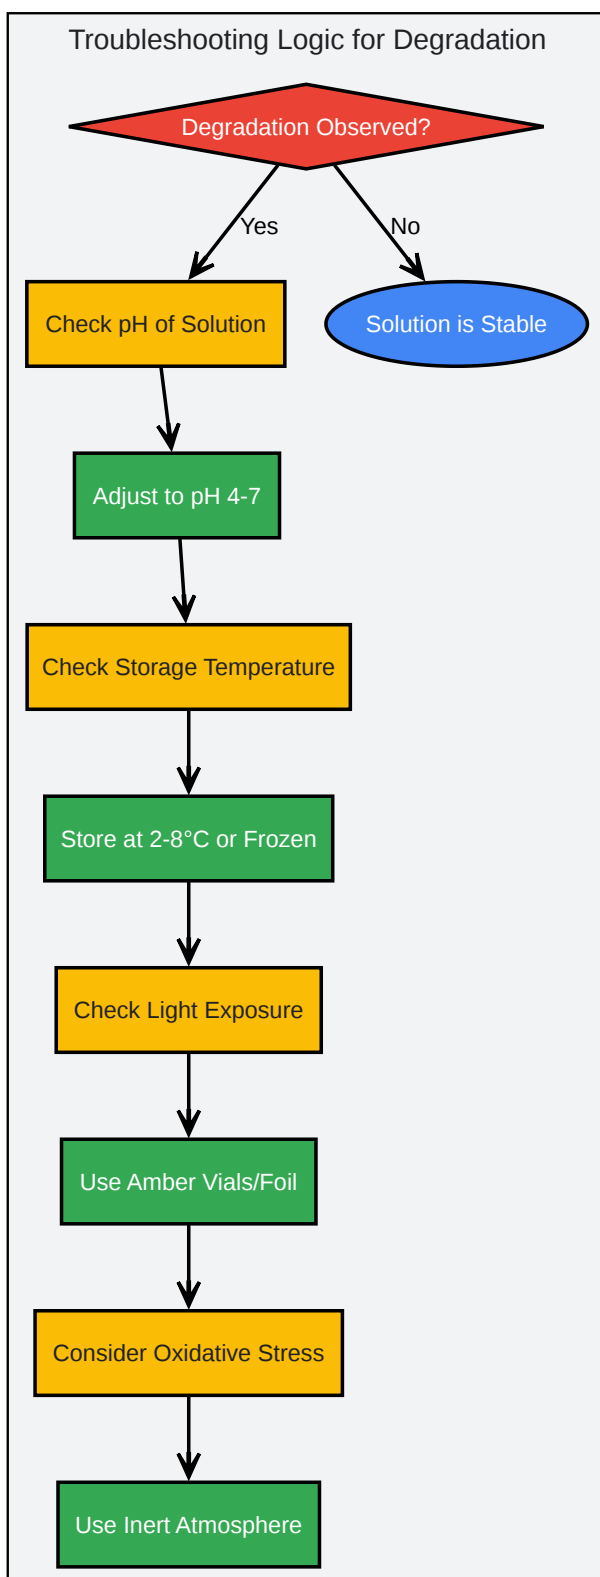 Troubleshooting Logic for Degradation
Degradation Observed?
Yes
No
Check pH of Solution
Solution is Stable
Adjust to pH 4-7
Check Storage Temperature
Store at 2-8°C or Frozen
Check Light Exposure
Use Amber Vials/Foil
Consider Oxidative Stress
Use Inert Atmosphere